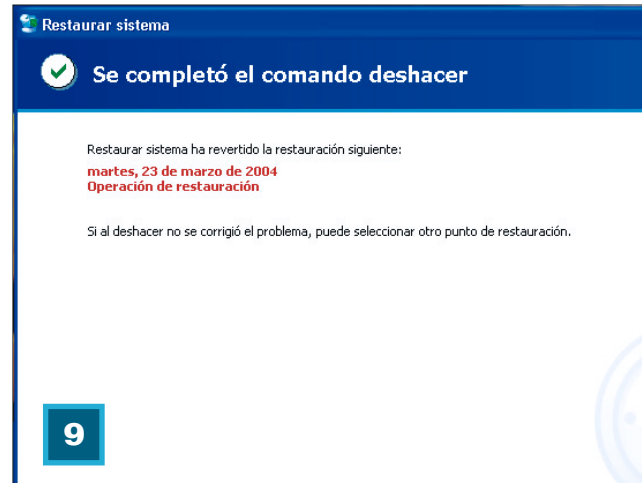 Restaurar sistema
Se completó el comando deshacer
Restaurar sistema ha revertido la restauración siguiente:
martes, 23 de marzo de 2004
Operación de restauración
Si al deshacer no se corrigió el problema, puede seleccionar otro punto de restauración.
9